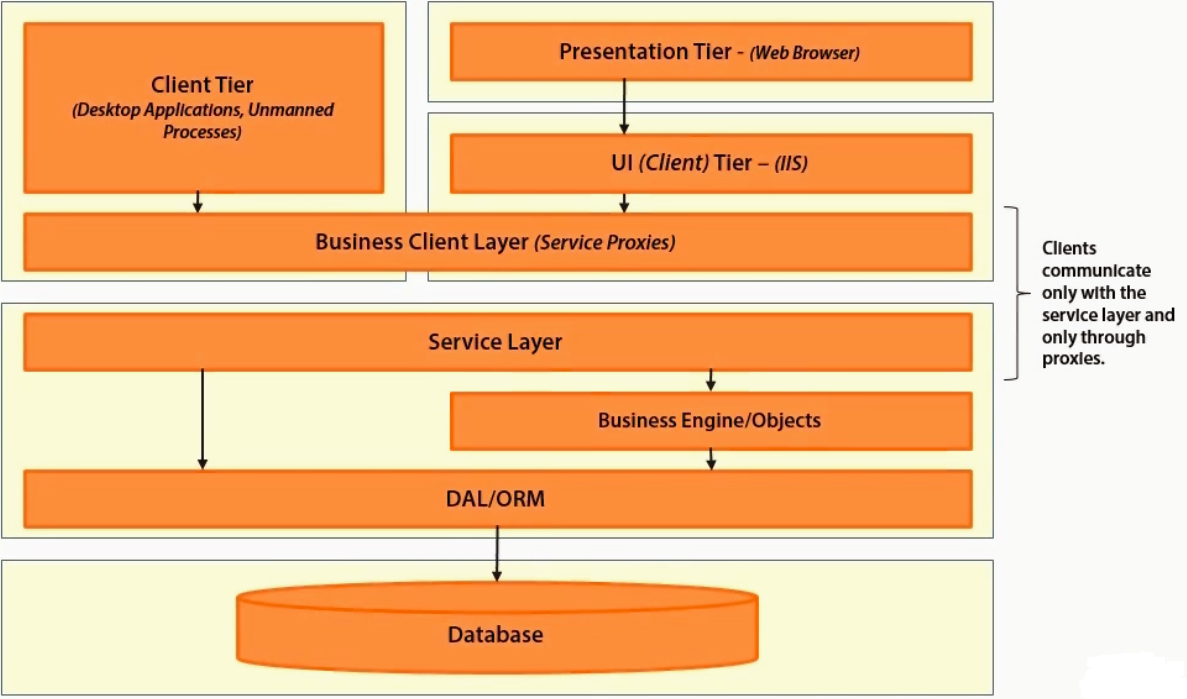 Client Tier
(Desktop Applications, Unmanned
Processes)
Presentation Tier - (Web Browser)
UI (Client) Tier – (IIS)
Business Client Layer (Service Proxies)
Clients
communicate
only with the
service layer and
only through
proxies.
Service Layer
Business Engine/Objects
DAL/ORM
Database